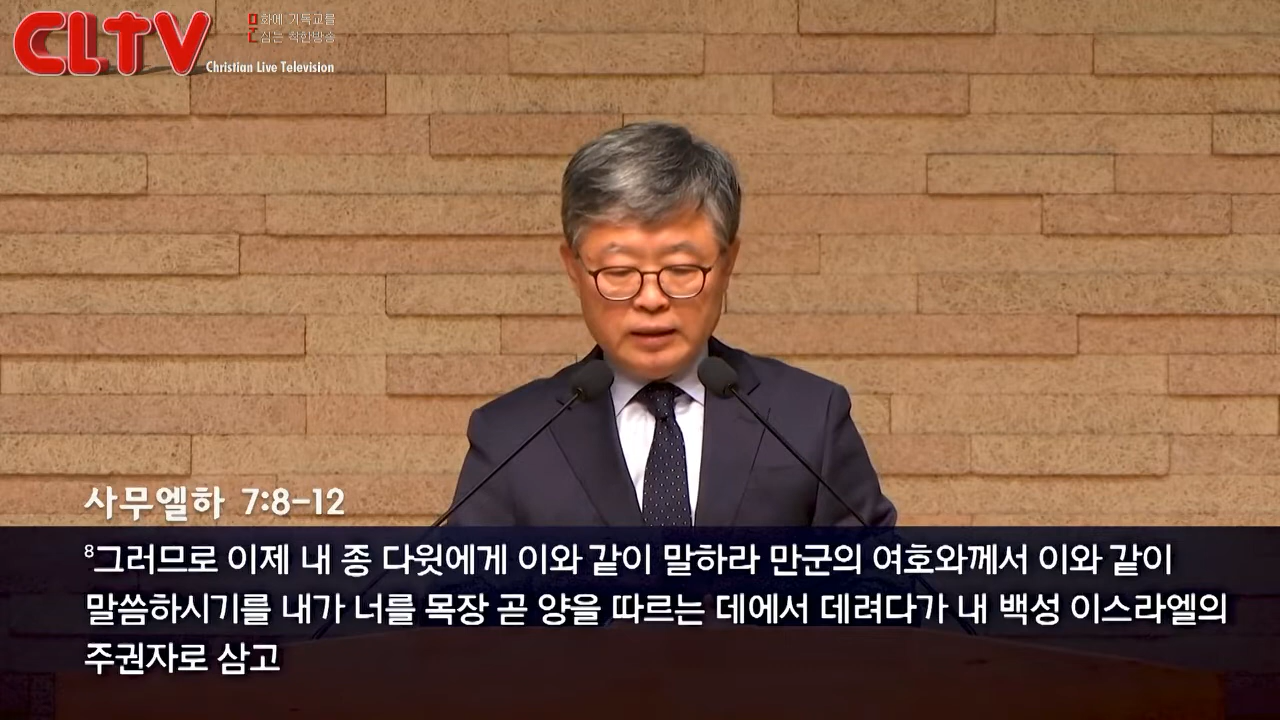 CLTV
문화에 기독교를
심는 착한방송
Christian Live Television
사무엘하 7:8-12
⁸그러므로 이제 내 종 다윗에게 이와 같이 말하라 만군의 여호와께서 이와 같이
말씀하시기를 내가 너를 목장 곧 양을 따르는 데에서 데려다가 내 백성 이스라엘의
주권자로 삼고